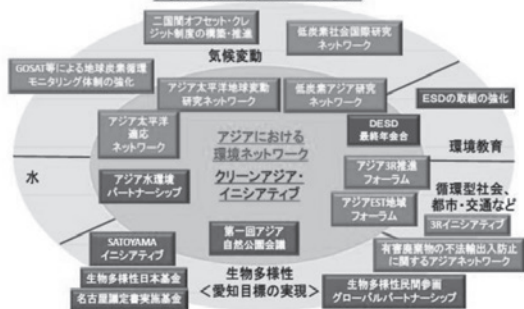 二国間オフセット・クレ
ジット制度の構築・推進
低炭素社会国際研究
ネットワーク
気候変動
GOSAT等による地球炭素循環
モニタリング体制の強化
アジア太平洋地球変動
研究ネットワーク
低炭素アジア研究
ネットワーク
ESDの取組の強化
アジア太平洋
適応
ネットワーク
アジアにおける
環境ネットワーク
クリーンアジア・
イニシアティブ
DESD
最終年会合
環境教育
水
アジア水環境
パートナーシップ
アジア3R推進
フォーラム
循環型社会、
都市・交通など
アジアEST地域
フォーラム
3Rイニシアティブ
第一回アジア
自然公園会議
SATOYAMA
イニシアティブ
有害廃棄物の不法輸出入防止
に関するアジアネットワーク
生物多様性日本基金
名古屋議定書実施基金
生物多様性
＜愛知目標の実現＞
生物多様性民間参画
グローバルパートナーシップ